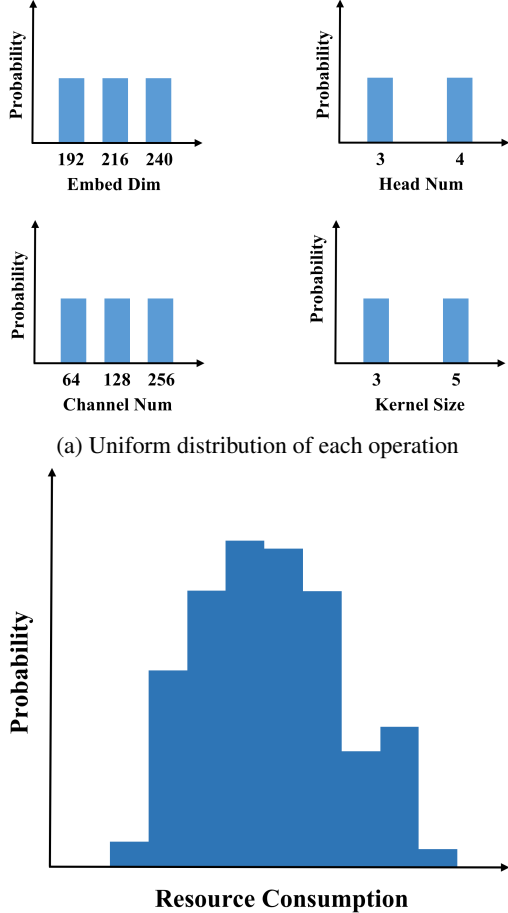 Probability
192 216 240
Embed Dim
Probability
3 4
Head Num
Probability
64 128 256
Channel Num
Probability
3 5
Kernel Size
(a) Uniform distribution of each operation
Probability
Resource Consumption